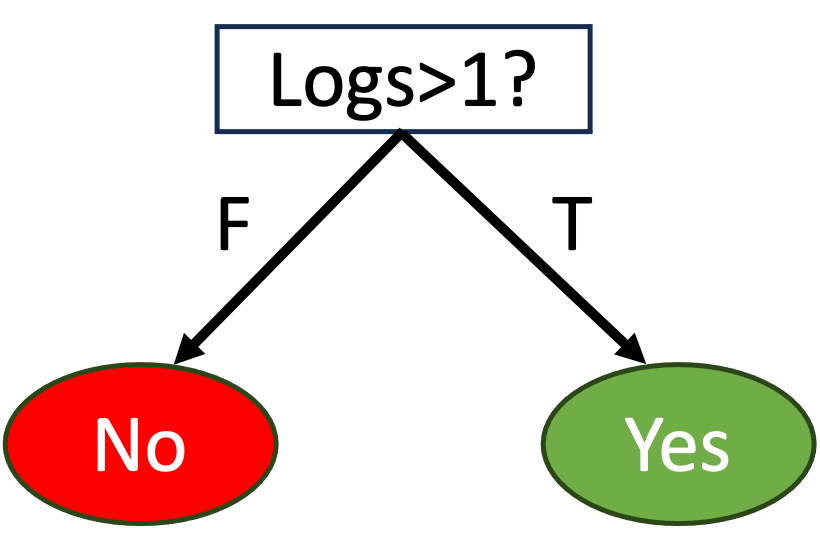 Logs>1?
F
T
No
Yes